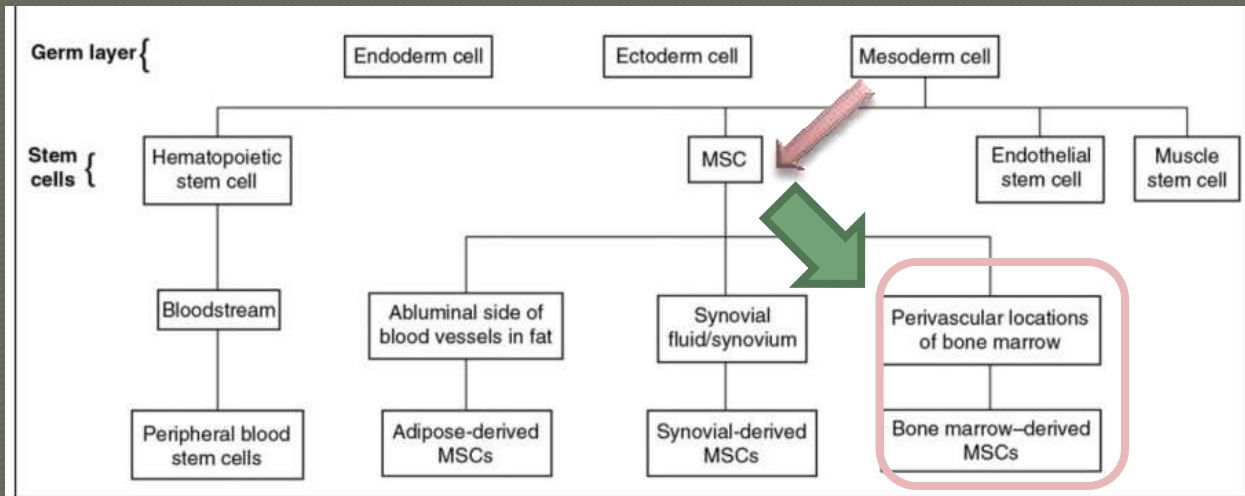 Germ layer {
Endoderm cell
Ectoderm cell
Mesoderm cell
Stem
cells {
Hematopoietic
stem cell
MSC
Endothelial
stem cell
Muscle
stem cell
Bloodstream
Abluminal side of
blood vessels in fat
Synovial
fluid/synovium
Perivascular locations
of bone marrow
Peripheral blood
stem cells
Adipose-derived
MSCs
Synovial-derived
MSCs
Bone marrow–derived
MSCs